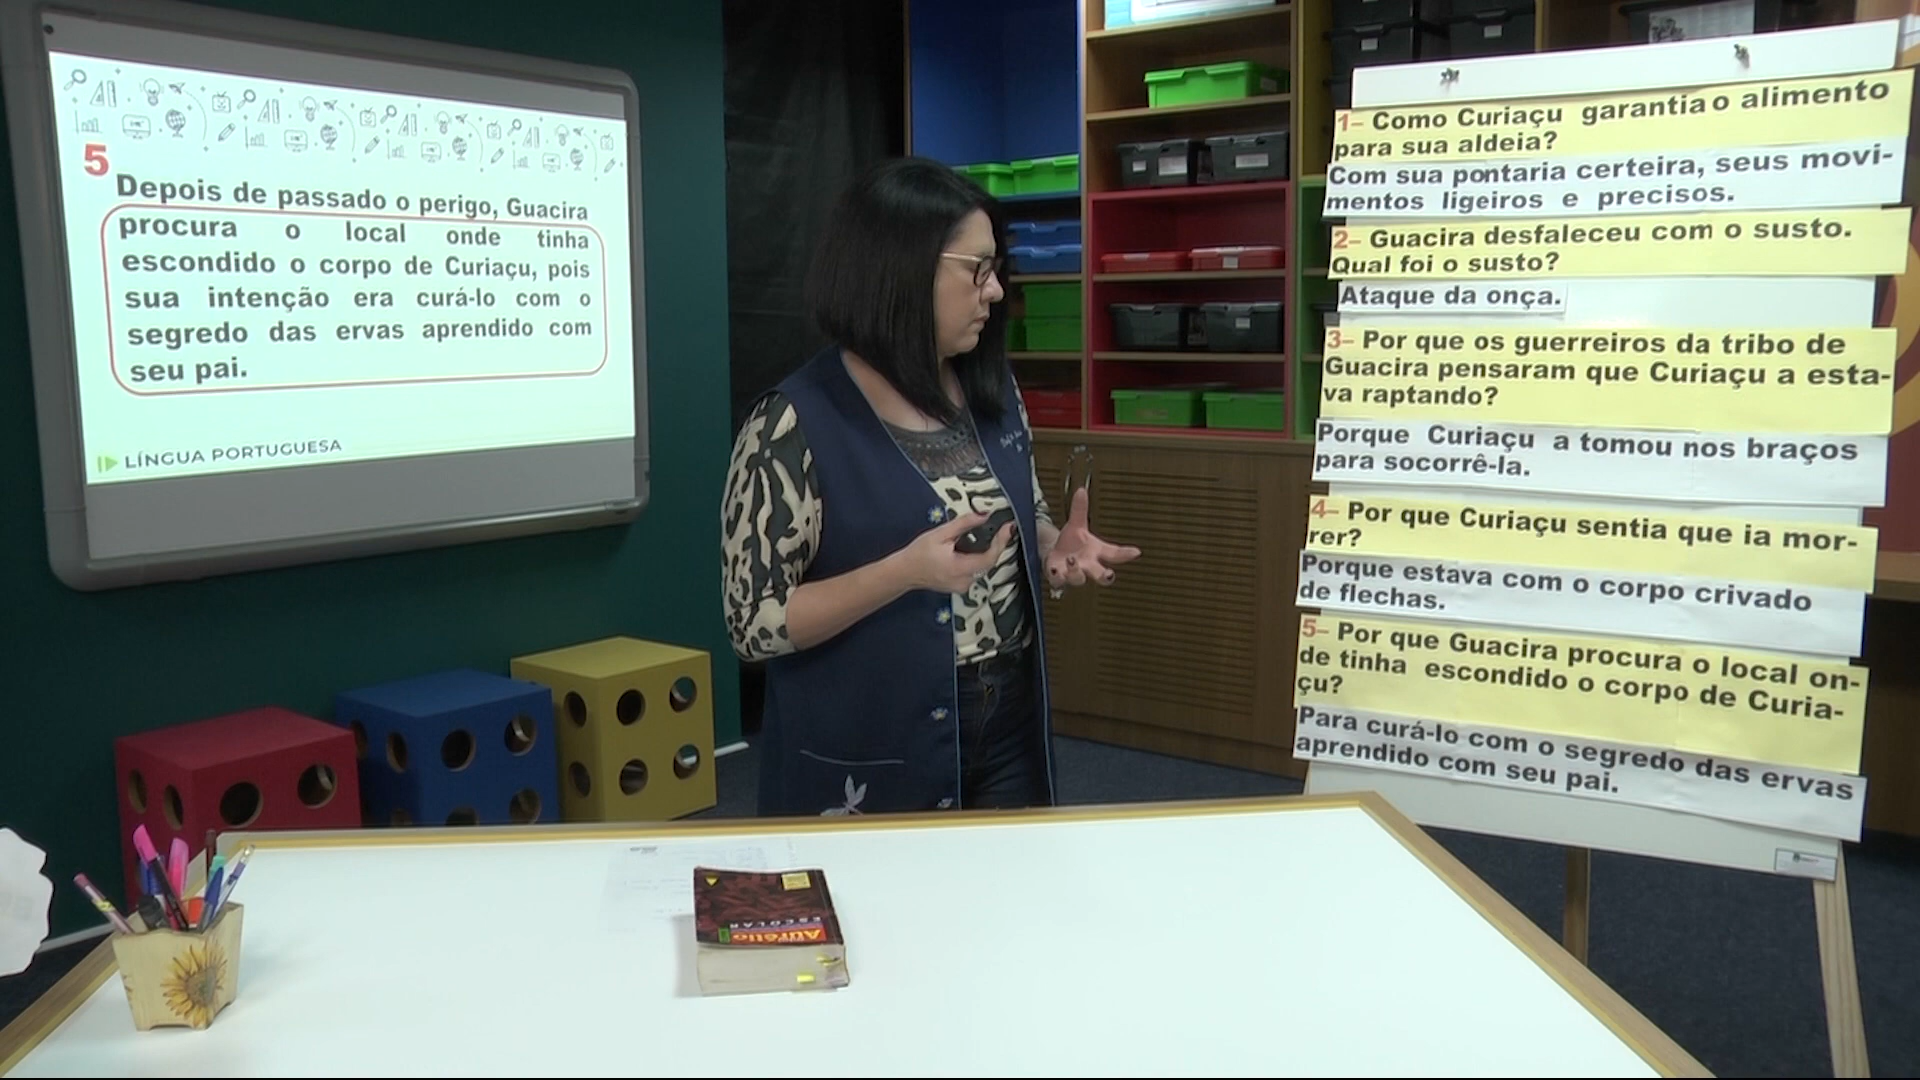 5
Depois de passado o perigo, Guacira
procura o local onde tinha
escondido o corpo de Curiaçu, pois
sua intenção era curá-lo com o
segredo das ervas aprendido com
seu pai.
LÍNGUA PORTUGUESA
1– Como Curiaçu garantia o alimento
para sua aldeia?
Com sua pontaria certeira, seus movi-
mentos ligeiros e precisos.
2– Guacira desfaleceu com o susto.
Qual foi o susto?
Ataque da onça.
3– Por que os guerreiros da tribo de
Guacira pensaram que Curiaçu a esta-
va raptando?
Porque Curiaçu a tomou nos braços
para socorrê-la.
4– Por que Curiaçu sentia que ia mor-
rer?
Porque estava com o corpo crivado
de flechas.
5– Por que Guacira procura o local on-
de tinha escondido o corpo de Curia-
çu?
Para curá-lo com o segredo das ervas
aprendido com seu pai.
ESCOLAR
Aurélio